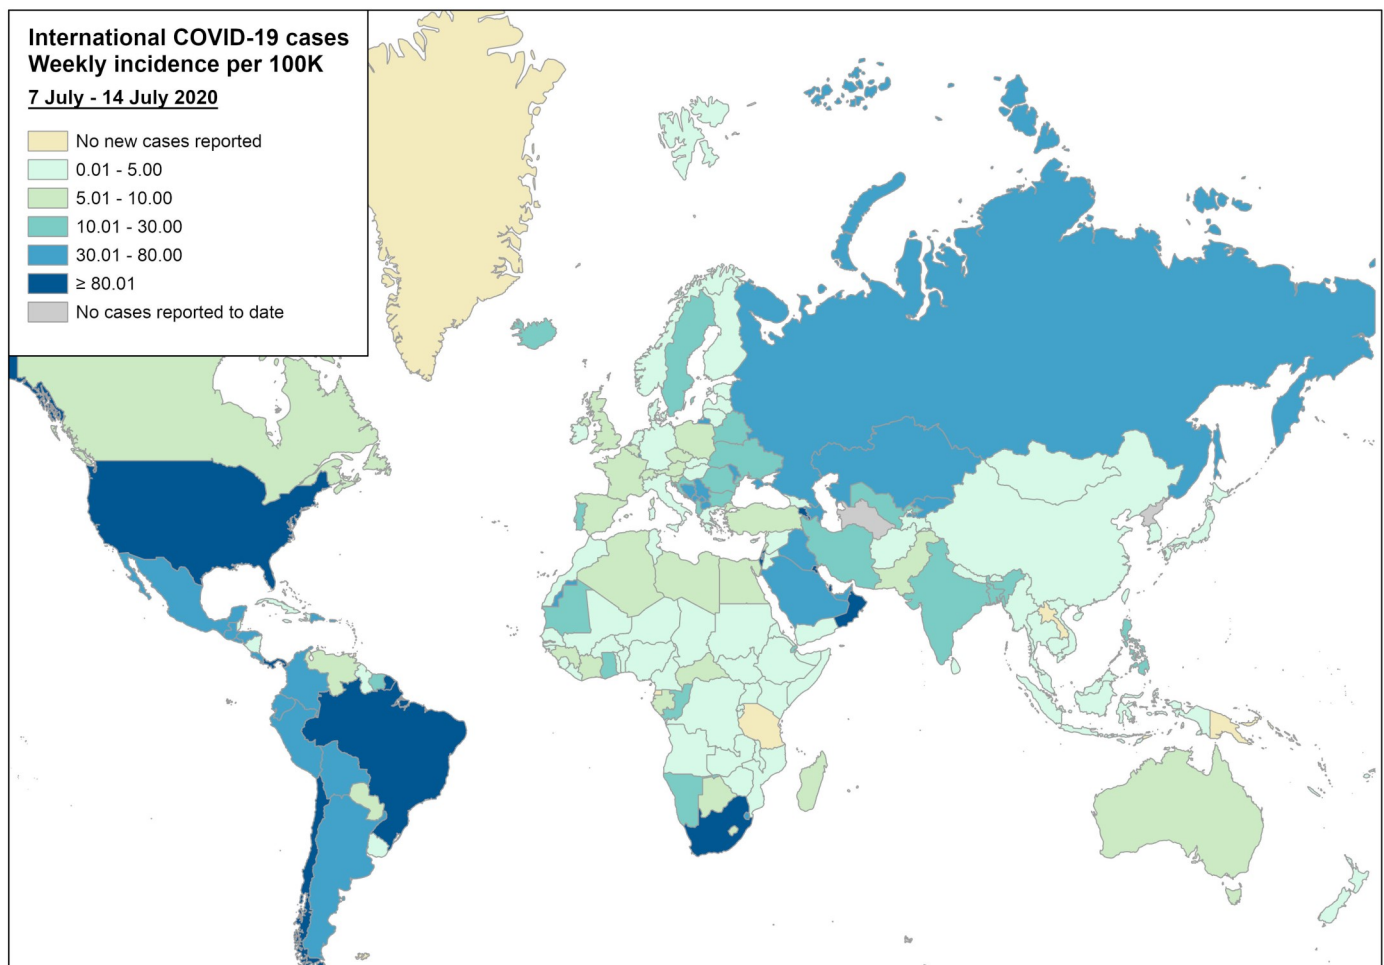 International COVID-19 cases
Weekly incidence per 100K
7 July - 14 July 2020
No new cases reported
0.01 - 5.00
5.01 - 10.00
10.01 - 30.00
30.01 - 80.00
≥ 80.01
No cases reported to date